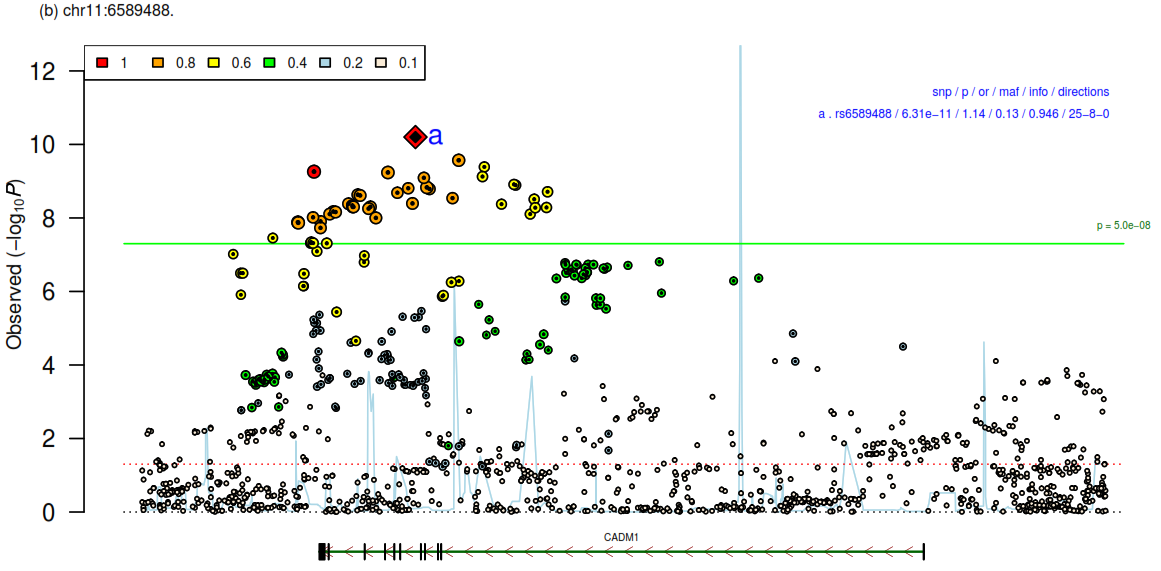 (b) chr11:6589488.
1 0.8 0.6 0.4 0.2 0.1
snp / p / or / maf / info / directions
a . rs6589488 / 6.31e−11 / 1.14 / 0.13 / 0.946 / 25−8−0
a
p = 5.0e−08
Observed (−log10P)
12
10
8
6
4
2
0
CADM1